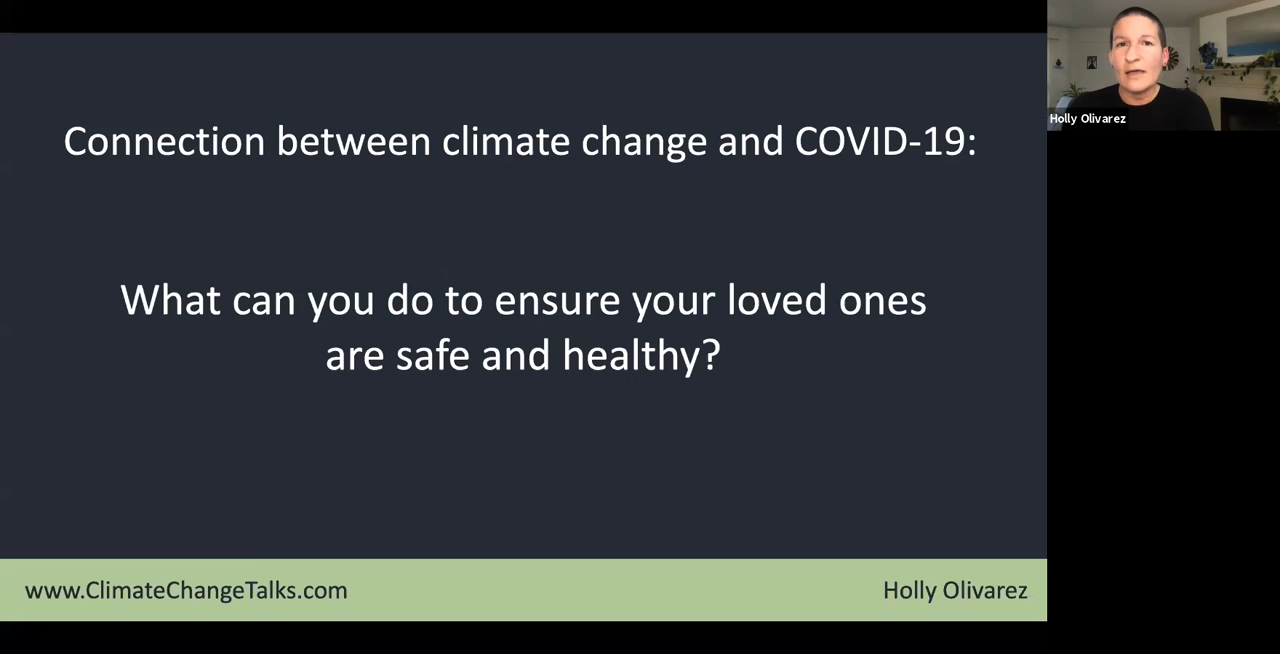 Connection between climate change and COVID-19:
What can you do to ensure your loved ones
are safe and healthy?
www.ClimateChangeTalks.com
Holly Olivarez
Holly Olivarez